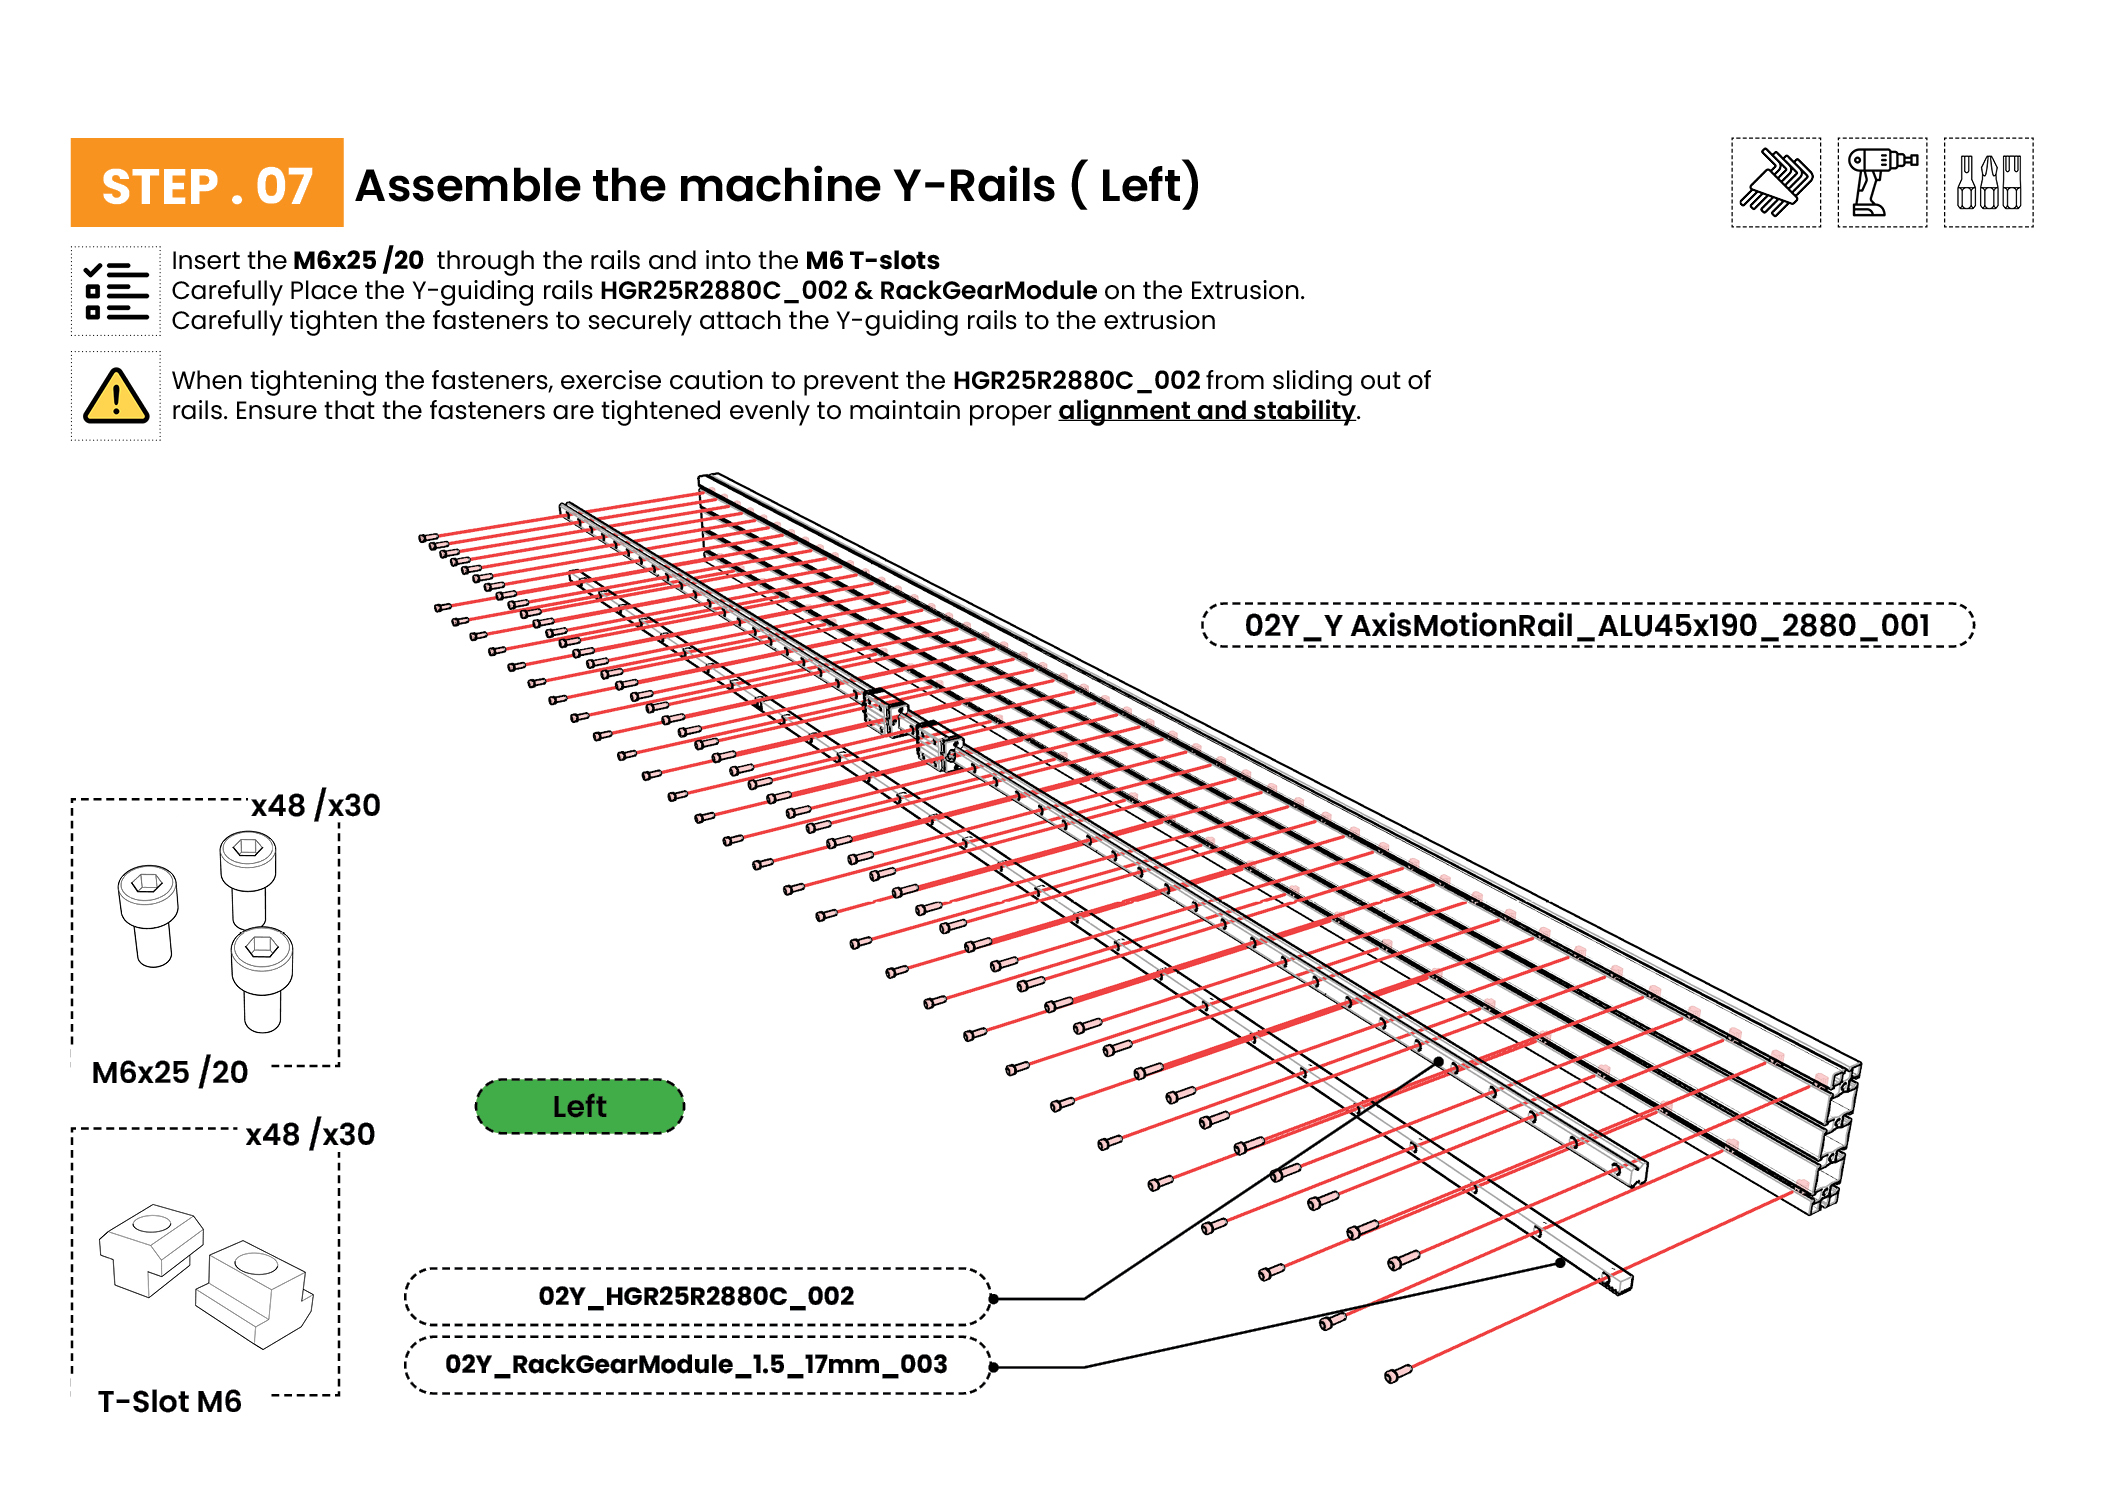 STEP . 07
Assemble the machine Y-Rails ( Left)
Insert the M6x25 /20 through the rails and into the M6 T-slots
Carefully Place the Y-guiding rails HGR25R2880C_002 & RackGearModule on the Extrusion.
Carefully tighten the fasteners to securely attach the Y-guiding rails to the extrusion
When tightening the fasteners, exercise caution to prevent the HGR25R2880C_002 from sliding out of
rails. Ensure that the fasteners are tightened evenly to maintain proper alignment and stability.
02Y_Y AxisMotionRail_ALU45x190_2880_001
x48 /x30
M6x25 /20
Left
x48 /x30
T-Slot M6
02Y_HGR25R2880C_002
02Y_RackGearModule_1.5_17mm_003